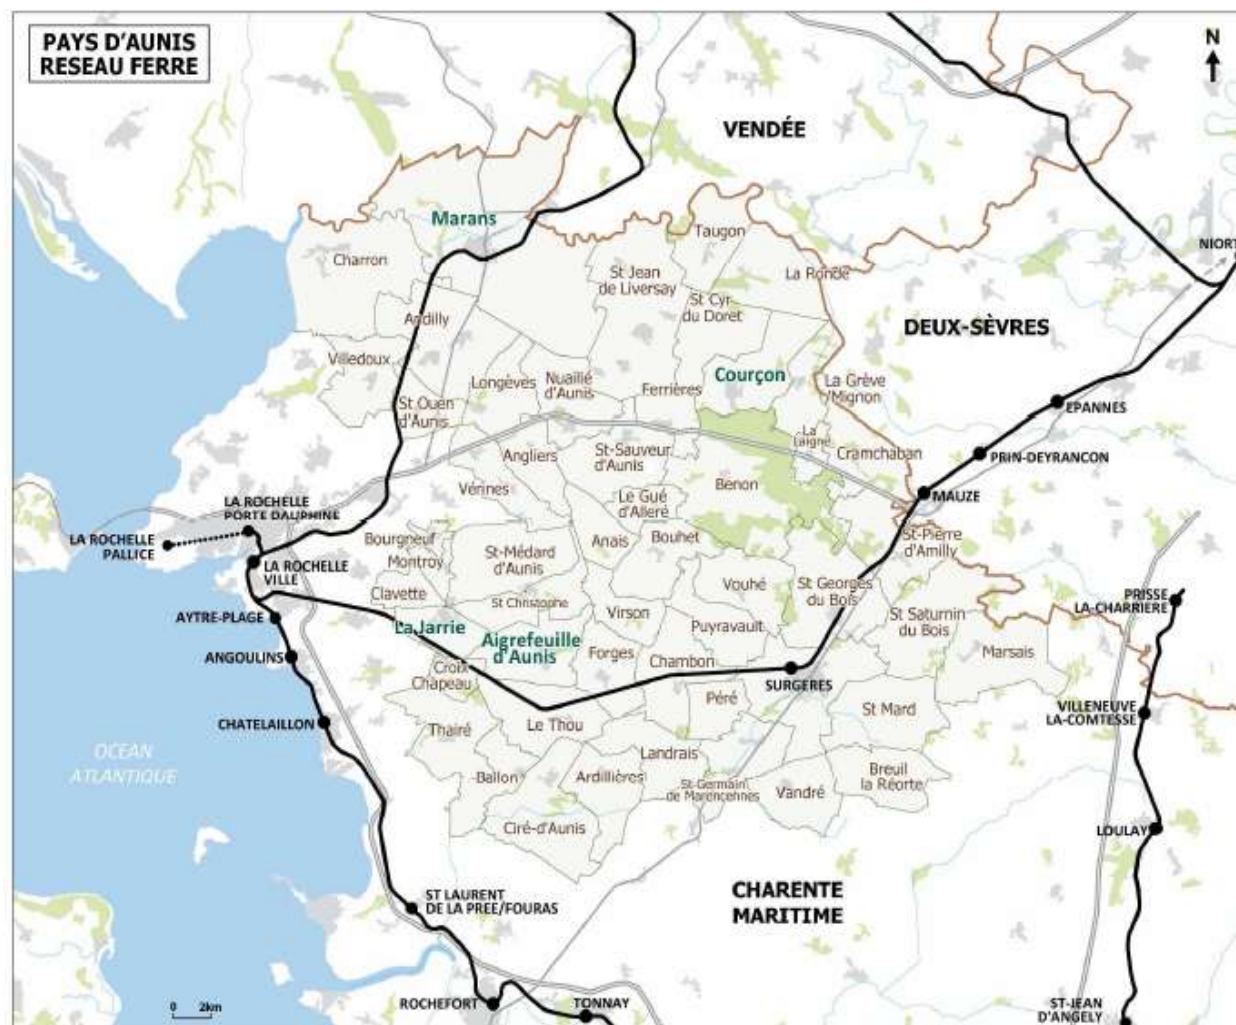 PAYS D'AUNIS
RESEAU FERRE
N
VENDÉE
Marans
Taugon
NIORT
Charron
St Jean
de Liversay
La Ronde
St Cyr
du Doret
Andilly
DEUX-SÈVRES
Villedoux
Longèves
Nuaillé
d'Aunis
Ferrières
Courçon
La Grève
/Mignon
St Ouen
d'Aunis
EPANNES
La
Laigne
Angliers
St-Sauveur
d'Aunis
Cramchaban
PRIN-DEYRANCON
Vérines
Benon
MAUZE
LA ROCHELLE
PORTE DAUPHINE
Le Gué
d'Alleré
LA ROCHELLE
PALLICE
Bourgneuf
Anais
Bouhet
St-Pierre
d'Amilly
Montroy
St-Médard
d'Aunis
LA ROCHELLE
VILLE
Clavette
Vouhé
St Georges
du Bois
St Christophe
PRISSE
LA-CHARRIERE
AYTRE-PLAGE
La Jarrie
Virson
Puyravault
St Saturnin
du Bois
Aigrefeuille
d'Aunis
Forges
Marsais
ANGOULINS
Croix
Chapeau
Chambon
SURGERES
Péré
St Mard
VILLENEUVE
LA-COMTESSE
CHATELAILLON
Thairé
Le Thou
OCEAN
ATLANTIQUE
Landrais
Ballon
Ardillières
St-Germain
de Marencennes
Vandré
Breuil
la Réorte
Ciré-d'Aunis
LOULAY
CHARENTE
MARITIME
ST LAURENT
DE LA PREE/FOURAS
ROCHEFORT
TONNAY
0 2km
ST-JEAN
D'ANGELY